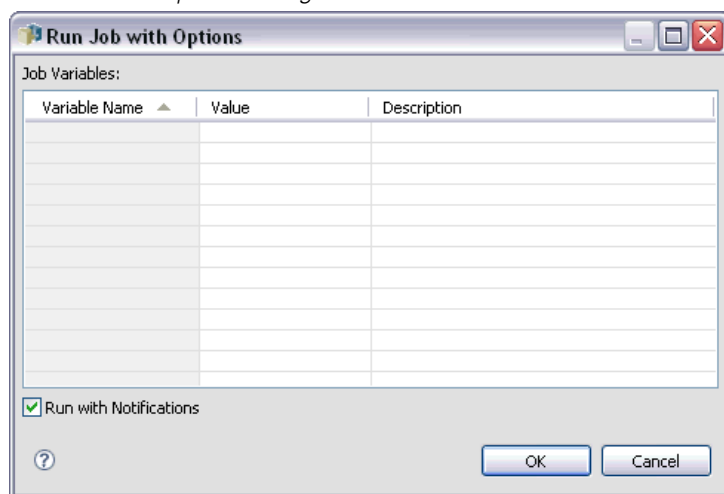 Run Job with Options
Job Variables:
Variable Name Value Description
Run with Notifications
OK Cancel